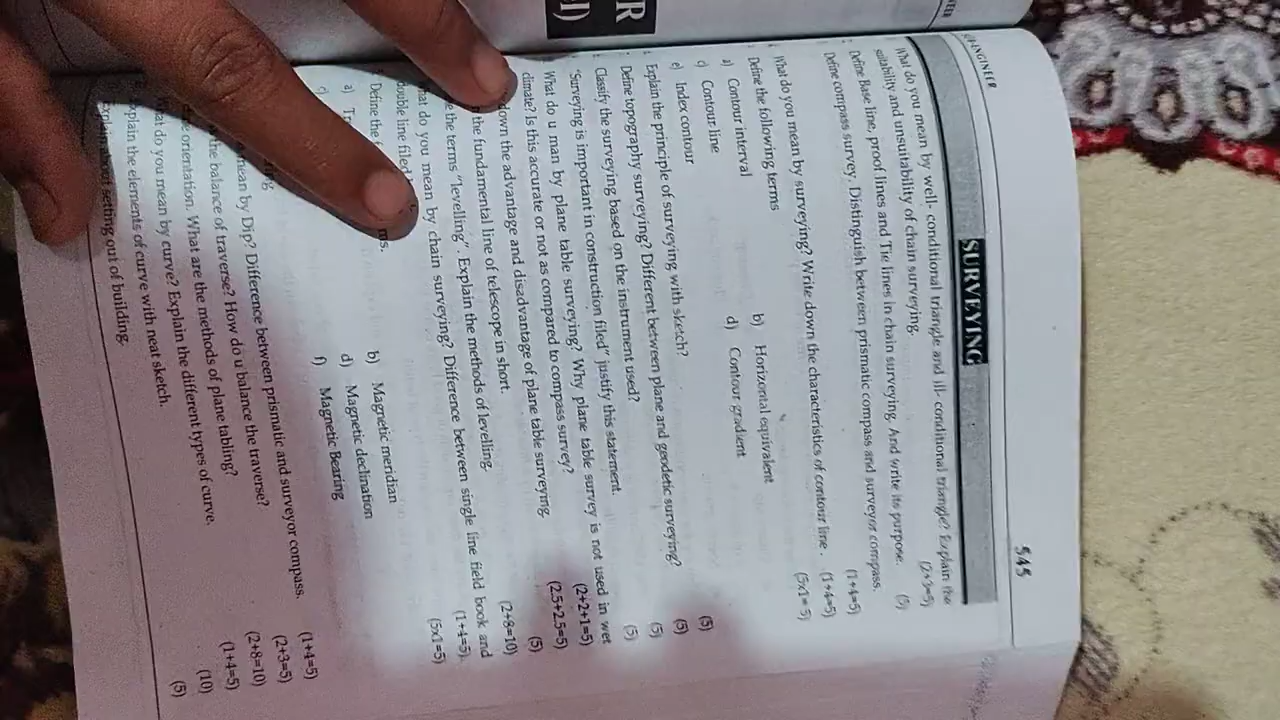 545
SURVEYING
What do you mean by well- conditional triangle and ill- conditional triangle? Explain the
suitability and unsuitability of chain surveying. (2+3=5)
Define Base line, proof lines and Tie lines in chain surveying. And write its purpose. (5)
Define compass survey. Distinguish between prismatic compass and surveyor compass.
(1+4=5)
What do you mean by surveying? Write down the characteristics of contour line. (1+4=5)
Define the following terms (5x1=5)
a) Contour interval b) Horizontal equivalent
c) Contour line d) Contour gradient
e) Index contour
Explain the principle of surveying with sketch? (5)
Define topography surveying? Different between plane and geodetic surveying? (5)
Classify the surveying based on the instrument used? (5)
"Surveying is important in construction filed" justify this statement. (5)
What do u man by plane table surveying? Why plane table survey is not used in wet
climate? Is this accurate or not as compared to compass survey? (2+2+1=5)
own the advantage and disadvantage of plane table surveying. (2.5+2.5=5)
the fundamental line of telescope in short. (5)
the terms "levelling". Explain the methods of levelling. (2+8=10)
do you mean by chain surveying? Difference between single line field book and
double line filed (1+4=5)
Define the ms. (5x1=5)
a) b) Magnetic meridian
c) d) Magnetic declination
f) Magnetic Bearing
mean by Dip? Difference between prismatic and surveyor compass. (1+4=5)
the balance of traverse? How do u balance the traverse? (2+3=5)
orientation. What are the methods of plane tabling? (2+8=10)
what do you mean by curve? Explain the different types of curve. (1+4=5)
explain the elements of curve with neat sketch. (10)
setting out of building. (5)